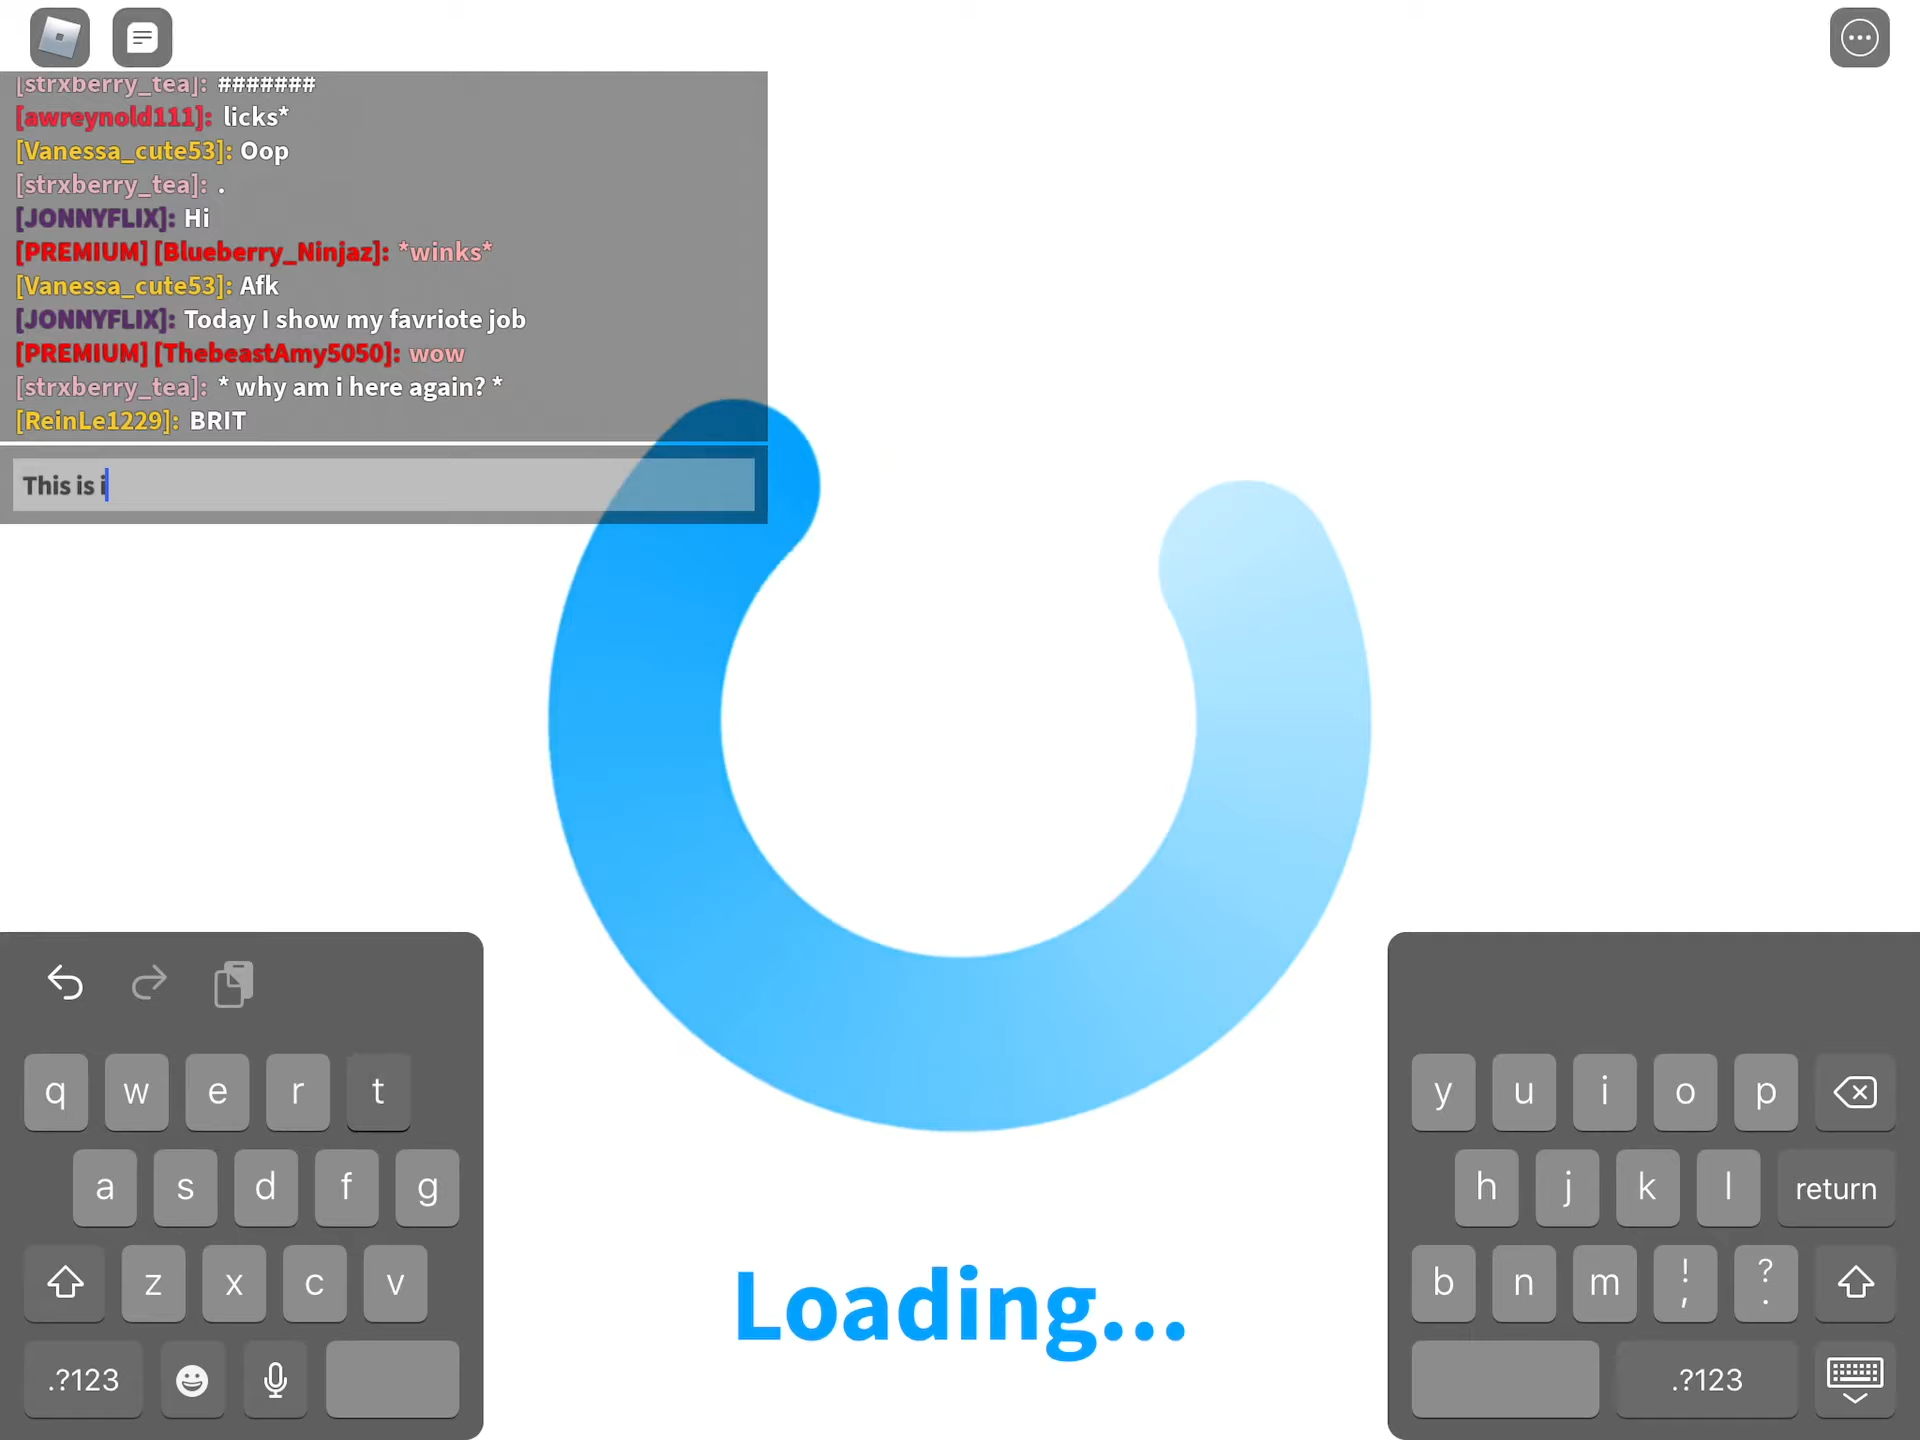 [strxberry_tea]: #######
[awreynold111]: licks*
[Vanessa_cute53]: Oop
[strxberry_tea]: .
[JONNYFLIX]: Hi
[PREMIUM] [Blueberry_Ninjaz]: *winks*
[Vanessa_cute53]: Afk
[JONNYFLIX]: Today I show my favriote job
[PREMIUM] [ThebeastAmy5050]: wow
[strxberry_tea]: * why am i here again? *
[ReinLe1229]: BRIT
This is i
q w e r t
y u i o p
a s d f g
h j k l return
z x c v
b n m ! , ? .
.?123
.?123
Loading...